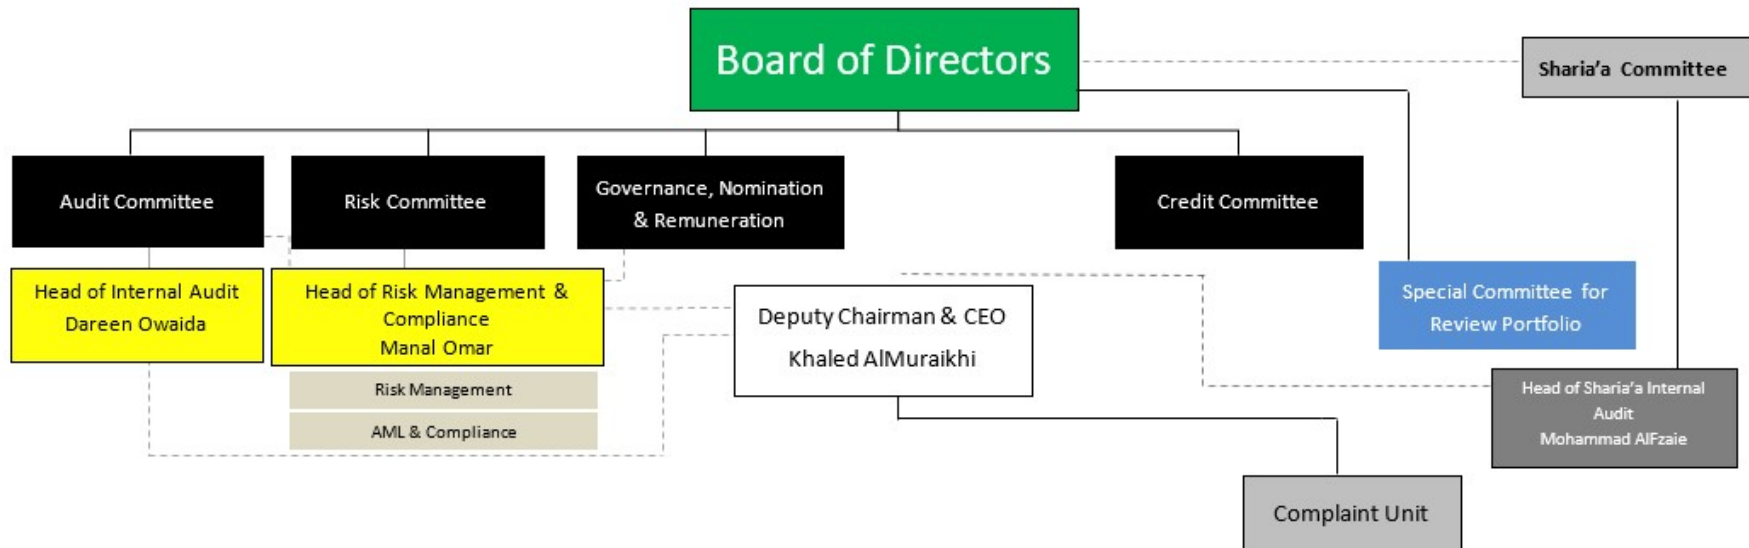 Board of Directors
Sharia'a Committee
Audit Committee
Risk Committee
Governance, Nomination
& Remuneration
Credit Committee
Head of Internal Audit
Dareen Owaida
Head of Risk Management &
Compliance
Manal Omar
Risk Management
AML & Compliance
Deputy Chairman & CEO
Khaled AlMuraikhi
Special Committee for
Review Portfolio
Head of Sharia'a Internal
Audit
Mohammad AlFzaie
Complaint Unit